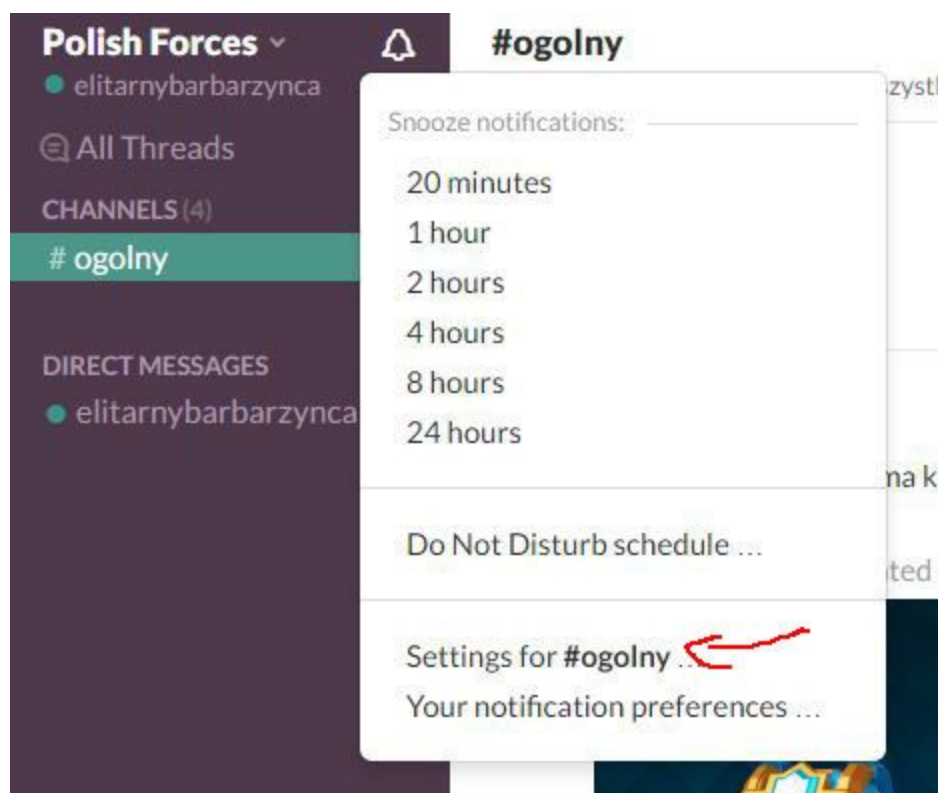 Polish Forces
#ogolny
elitarnybarbarzynca
All Threads
CHANNELS (4)
# ogolny
DIRECT MESSAGES
elitarnybarbarzynca
Snooze notifications:
20 minutes
1 hour
2 hours
4 hours
8 hours
24 hours
Do Not Disturb schedule ...
Settings for #ogolny ...
Your notification preferences ...